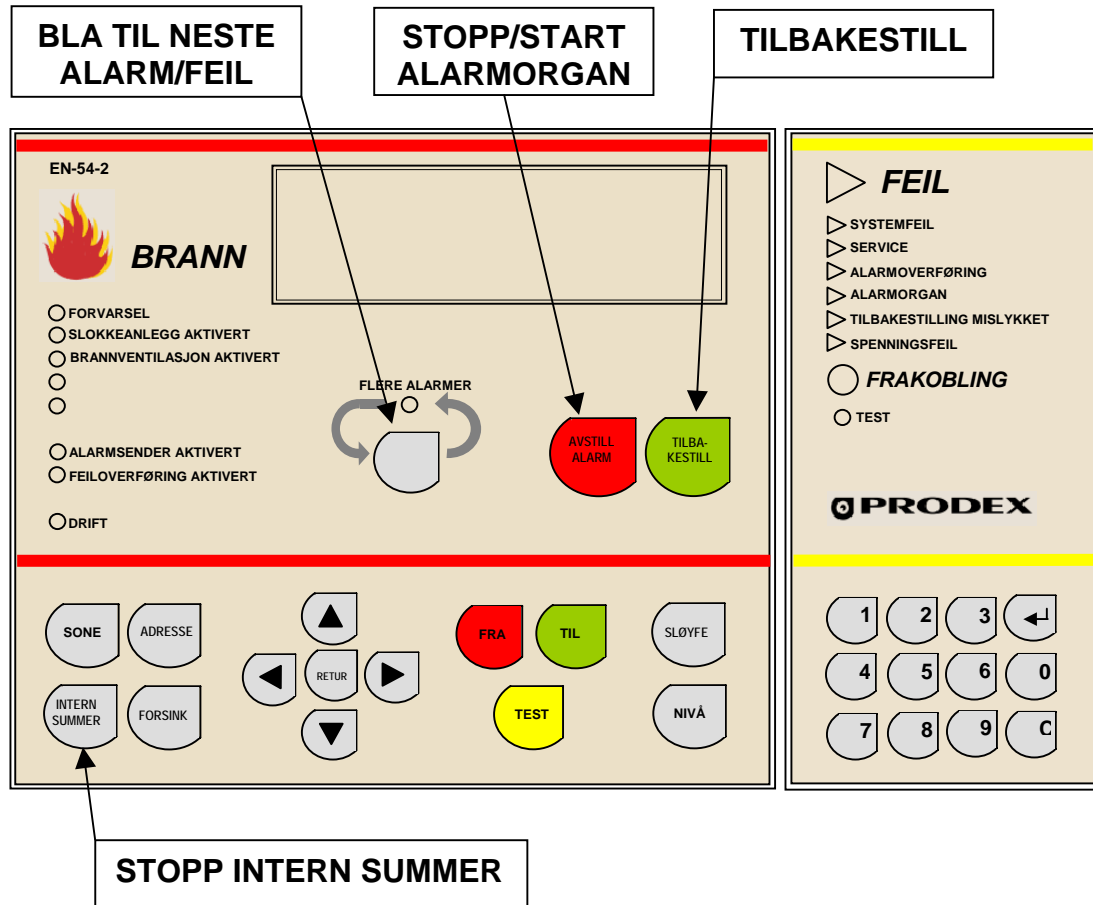 BLA TIL NESTE
ALARM/FEIL
STOPP/START
ALARMORGAN
TILBAKESTILL
EN-54-2
BRANN
FORVARSEL
SLOKKEANLEGG AKTIVERT
BRANNVENTILASJON AKTIVERT
ALARMSENDER AKTIVERT
FEILOVERFØRING AKTIVERT
DRIFT
FLERE ALARMER
AVSTILL
ALARM
TILBA-
KESTILL
FEIL
SYSTEMFEIL
SERVICE
ALARMOVERFØRING
ALARMORGAN
TILBAKESTILLING MISLYKKET
SPENNINGSFEIL
FRAKOBLING
TEST
PRODEX
SONE
ADRESSE
INTERN
SUMMER
FORSINK
RETUR
FRA
TIL
TEST
SLØYFE
NIVÅ
1 2 3
4 5 6 0
7 8 9 C
STOPP INTERN SUMMER